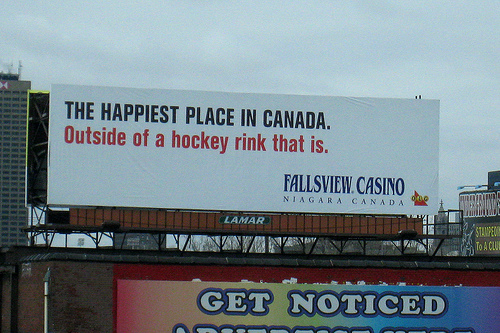 THE HAPPIEST PLACE IN CANADA.
Outside of a hockey rink that is.
FALLSVIEW CASINO
NIAGARA CANADA
LAMAR
GET NOTICED